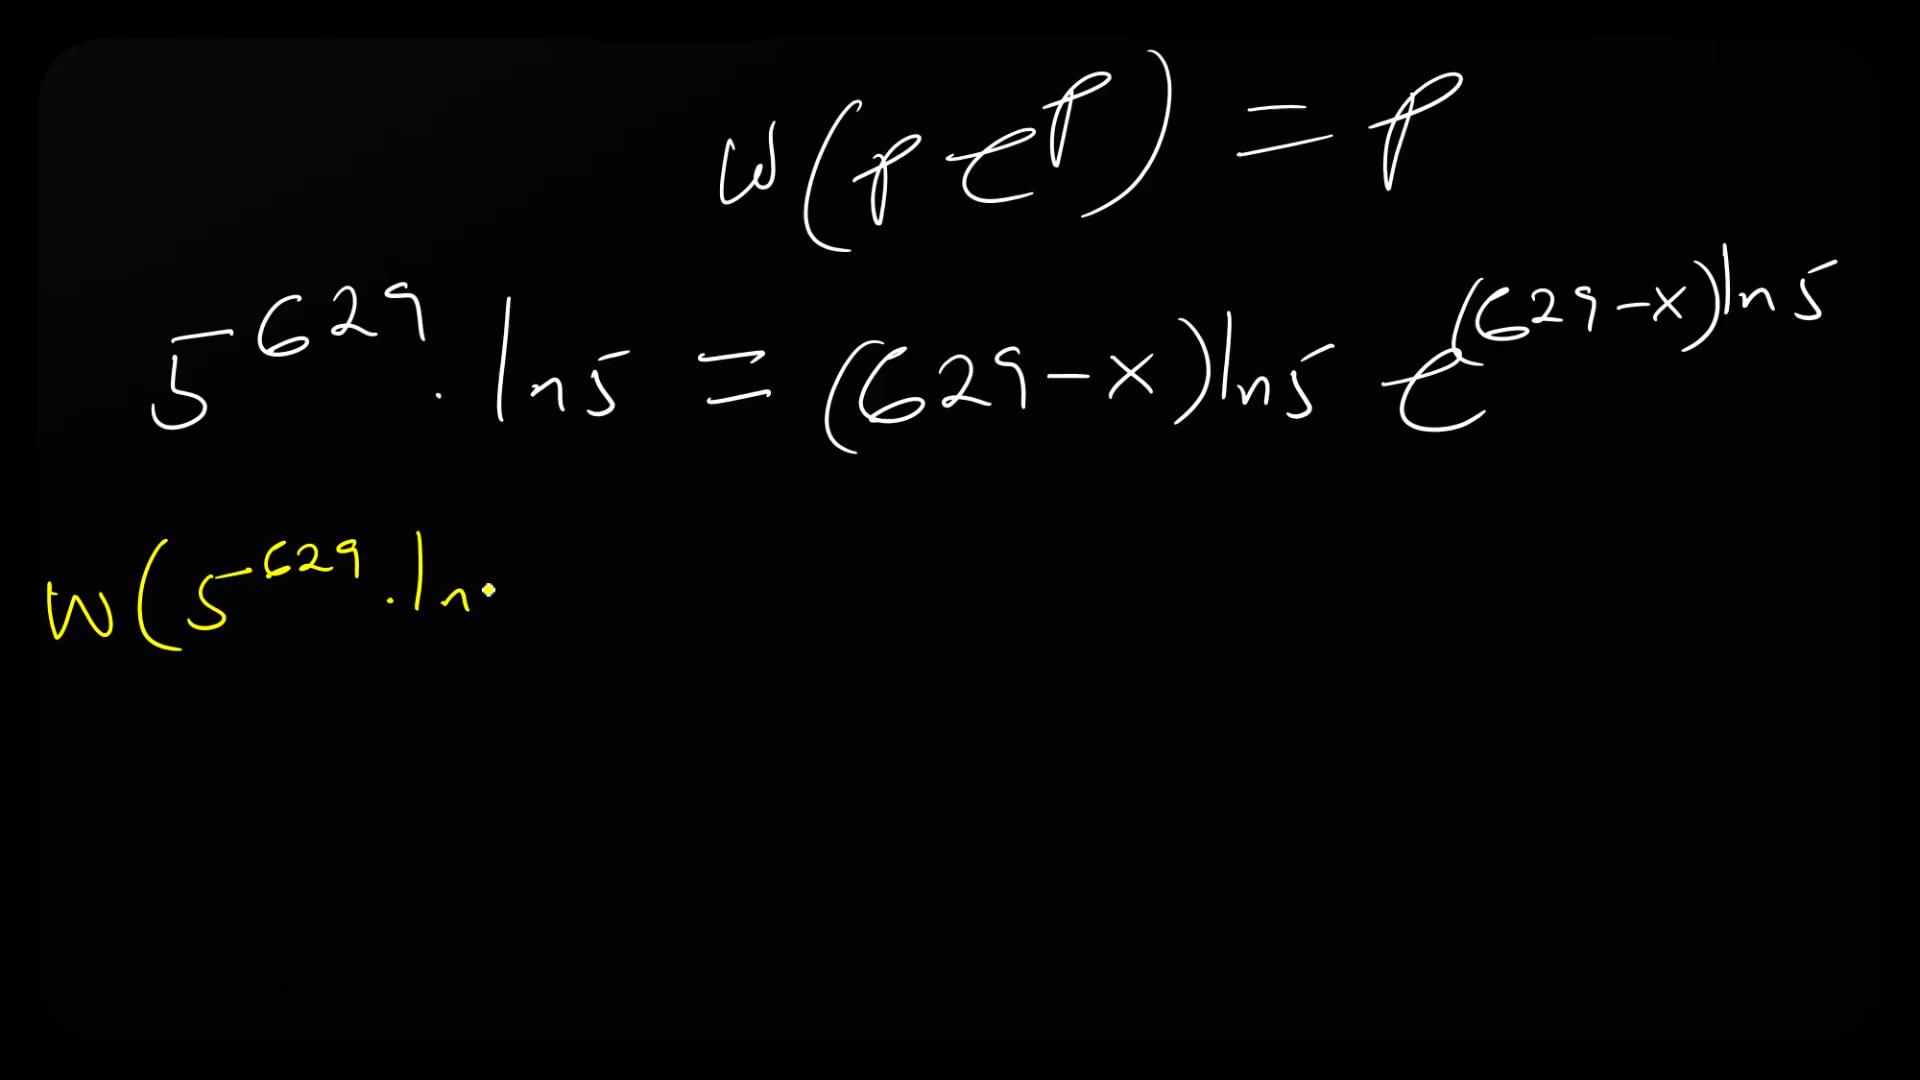 W(pe^p) = p
5^629 . ln5 = (629-x)ln5 e^(629-x)ln5
W(5^629 . ln